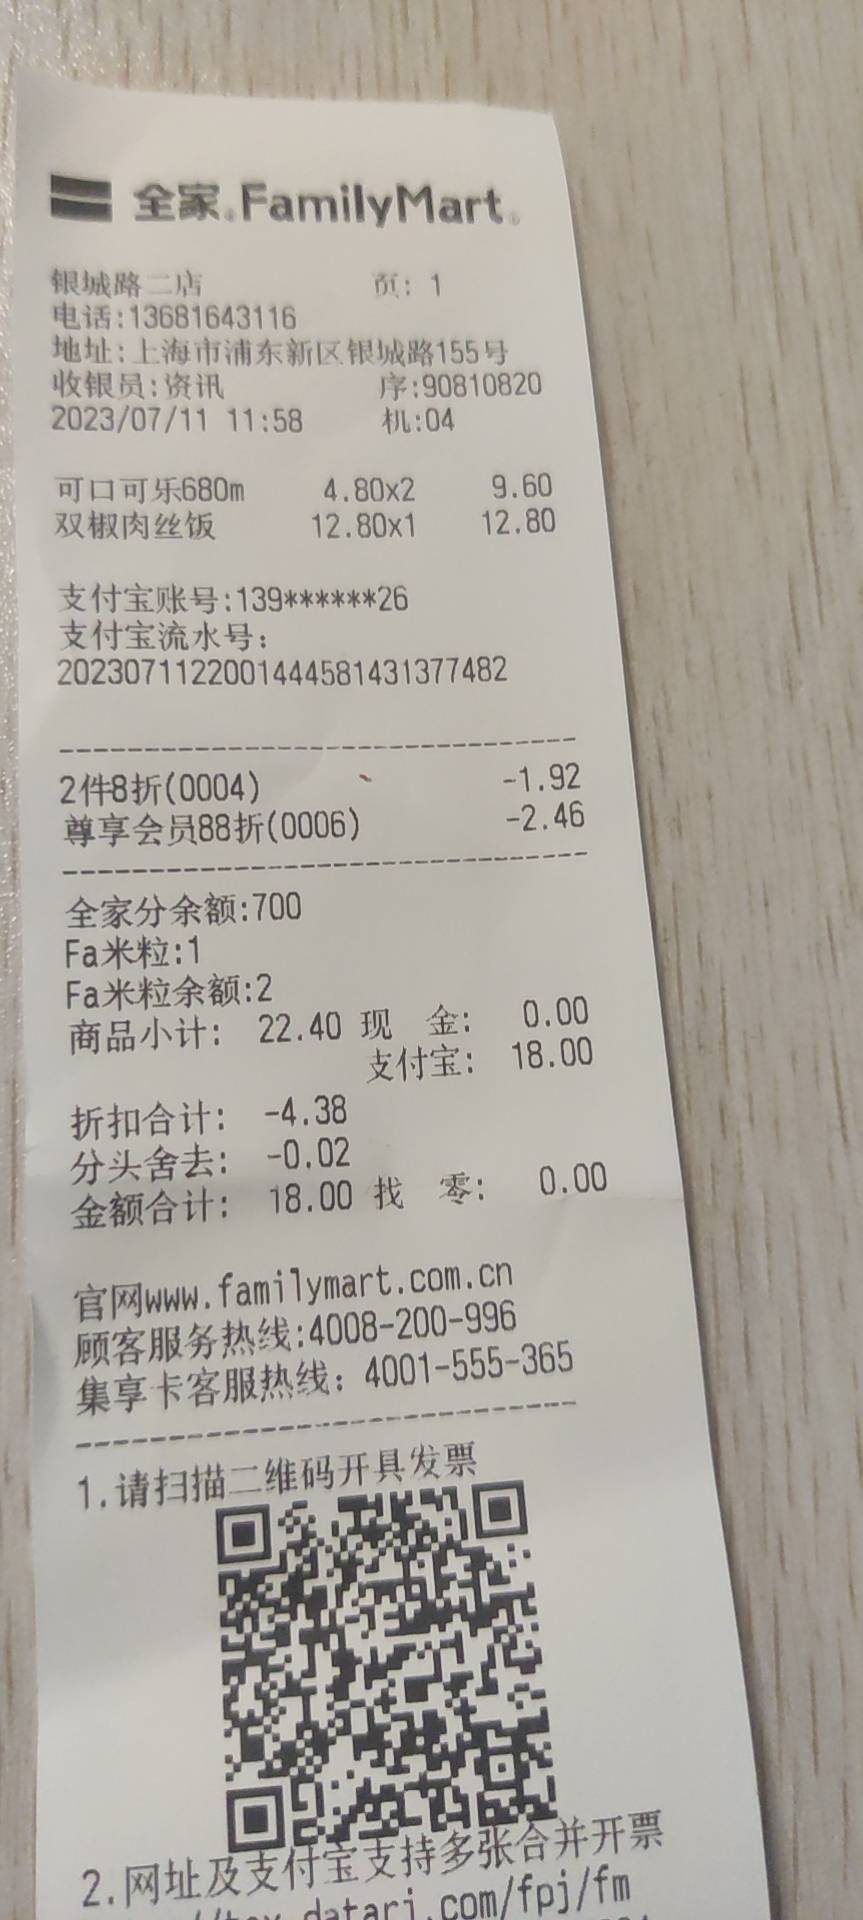 全家 FamilyMart
银城路二店 页: 1
电话:13681643116
地址:上海市浦东新区银城路155号
收银员:资讯 序:90810820
2023/07/11 11:58 机:04
可口可乐680m 4.80x2 9.60
双椒肉丝饭 12.80x1 12.80
支付宝账号:139******26
支付宝流水号:
2023071122001444581431377482
2件8折(0004) -1.92
尊享会员88折(0006) -2.46
全家分余额:700
Fa米粒:1
Fa米粒余额:2
商品小计: 22.40 现 金: 0.00
支付宝: 18.00
折扣合计: -4.38
分头舍去: -0.02
金额合计: 18.00 找 零: 0.00
官网www.familymart.com.cn
顾客服务热线:4008-200-996
集享卡客服热线: 4001-555-365
1.请扫描二维码开具发票
2.网址及支付宝支持多张合并开票
datarj.com/fpj/fm